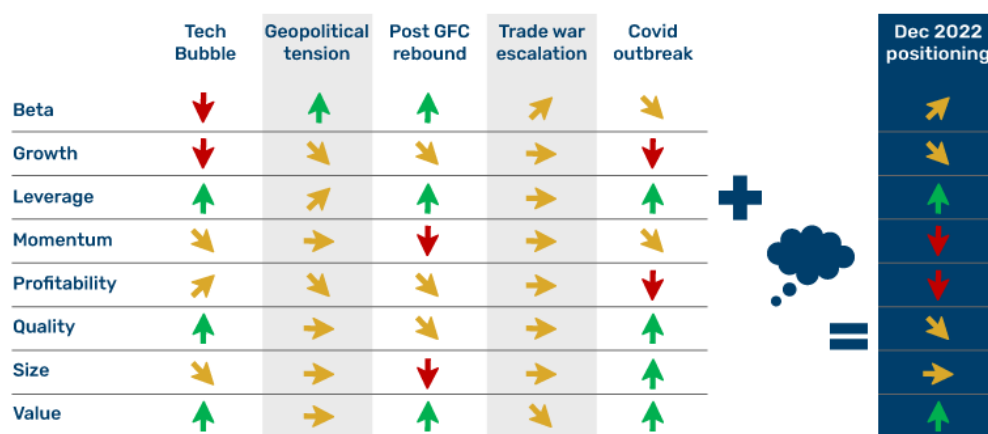 Tech Bubble
Geopolitical tension
Post GFC rebound
Trade war escalation
Covid outbreak
Dec 2022 positioning
Beta
Growth
Leverage
Momentum
Profitability
Quality
Size
Value